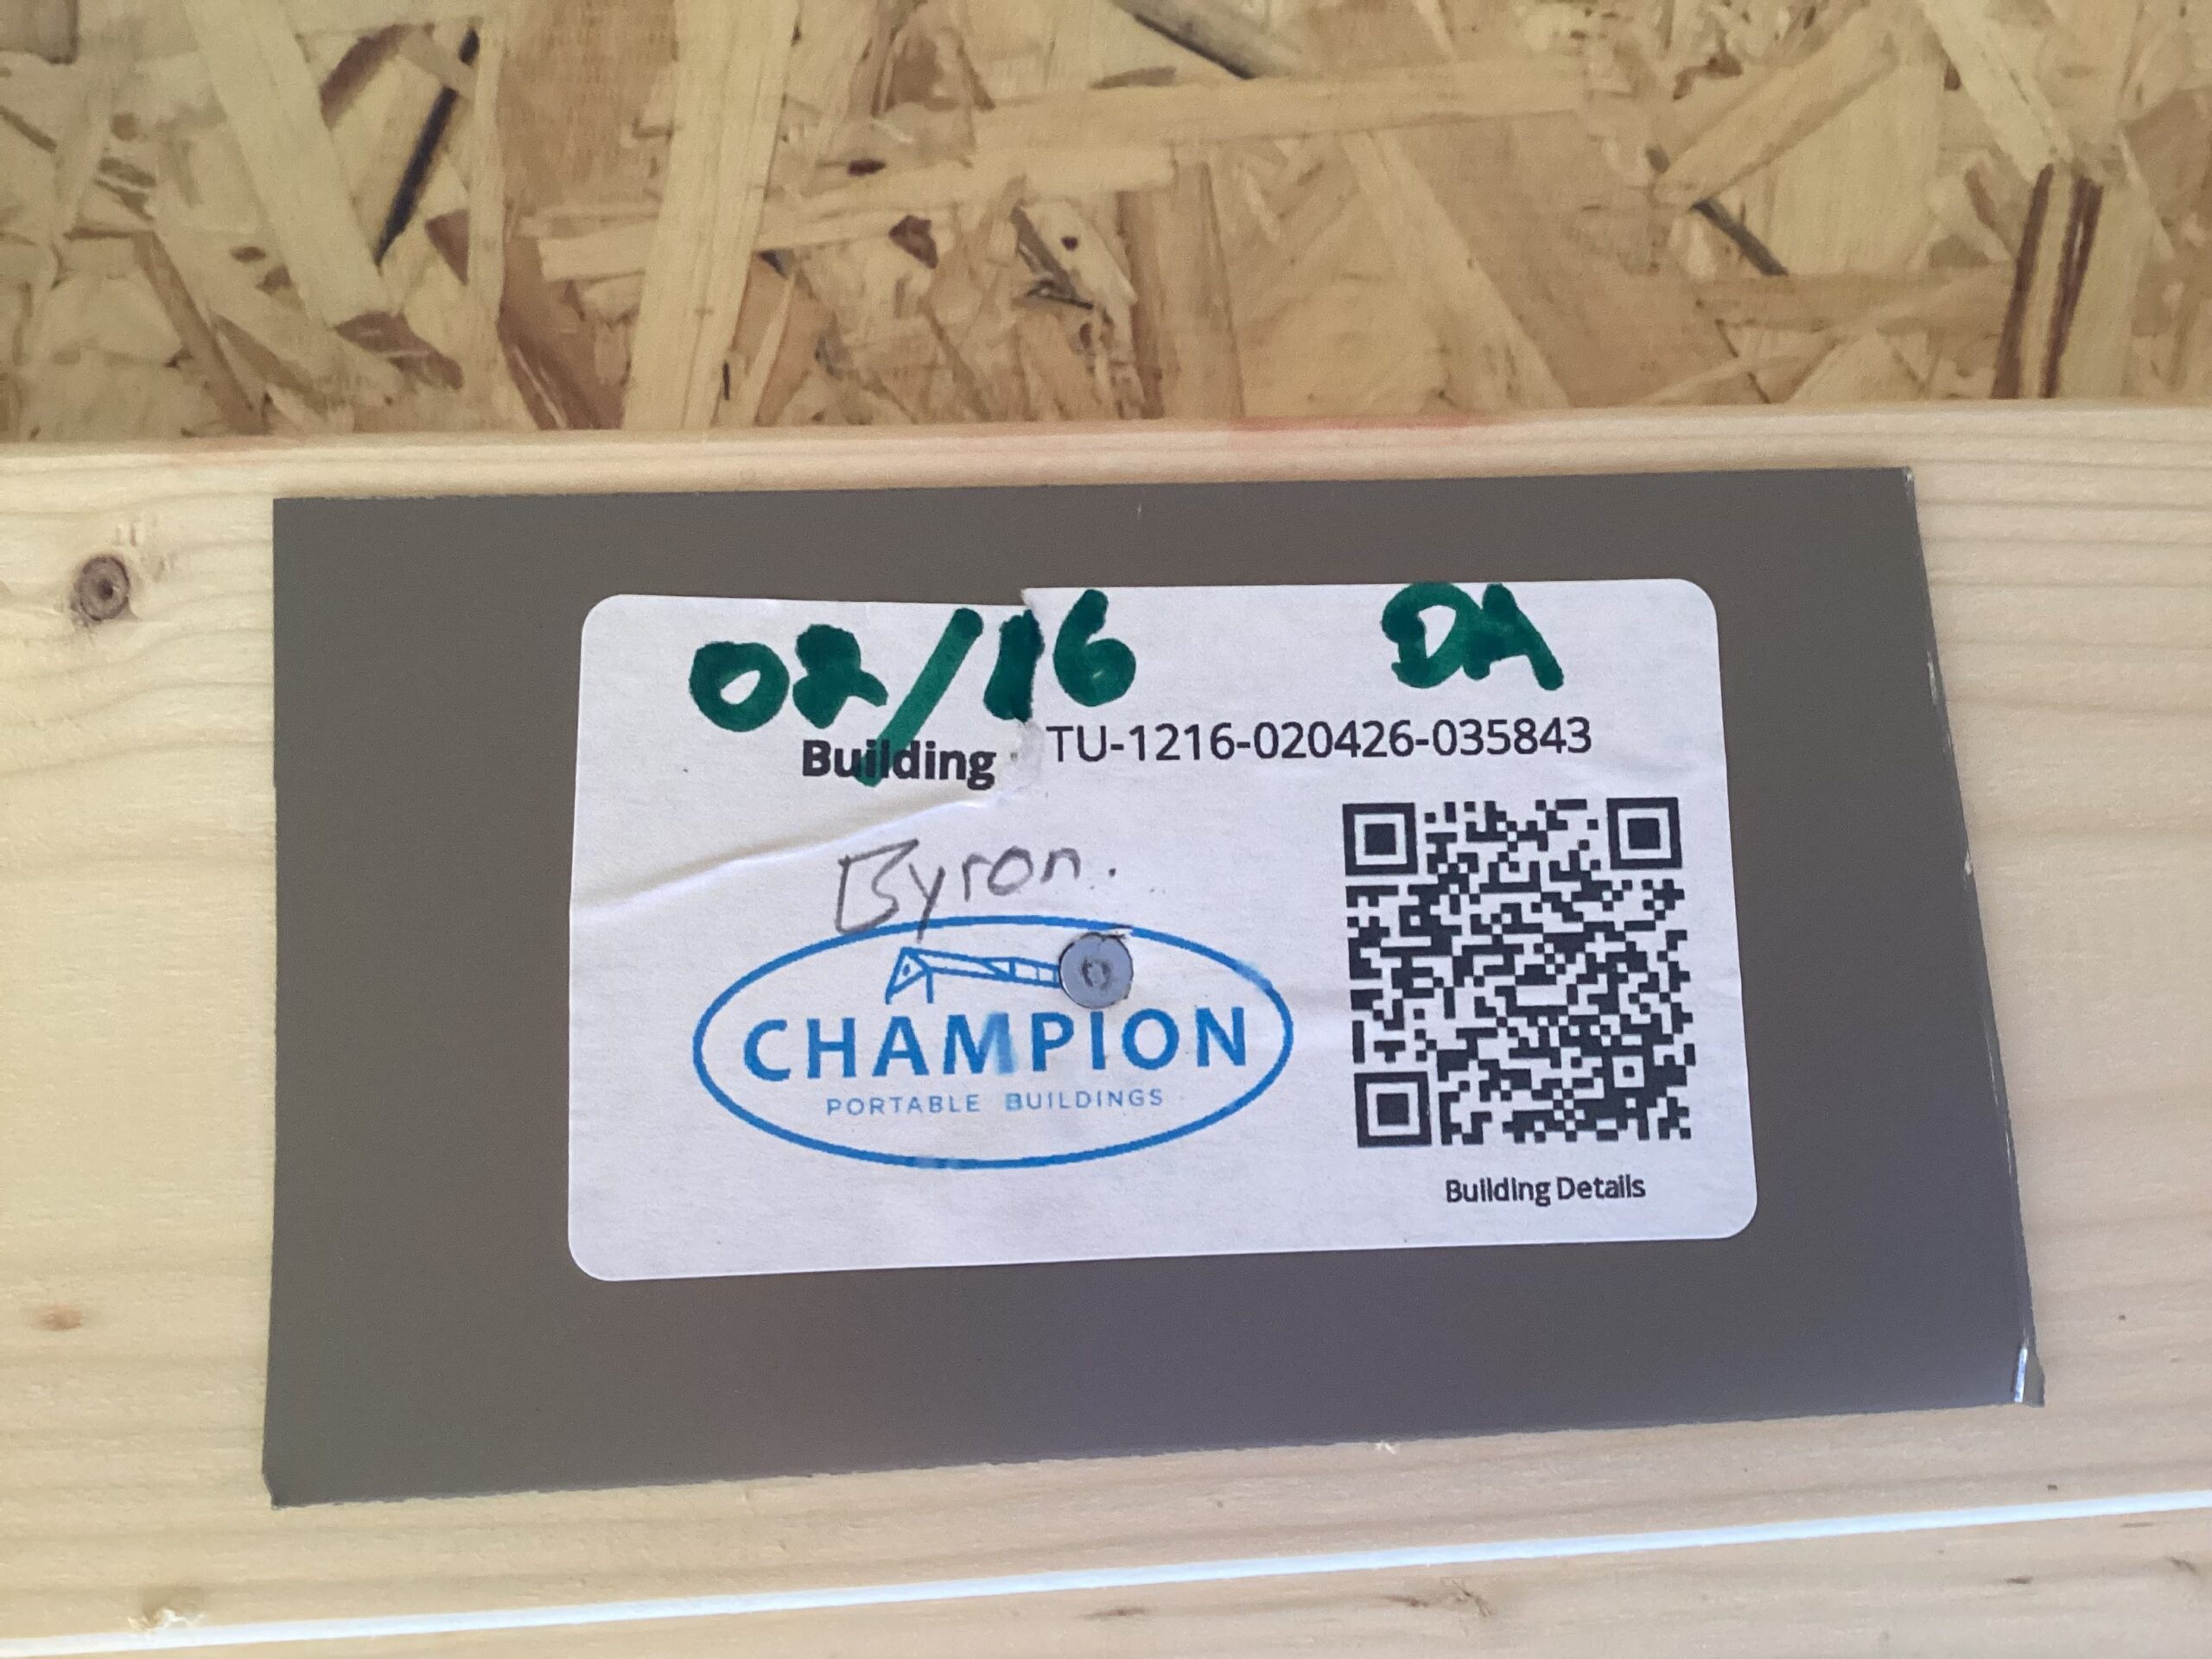 02/16 DA
Building TU-1216-020426-035843
Byron.
CHAMPION
PORTABLE BUILDINGS
Building Details